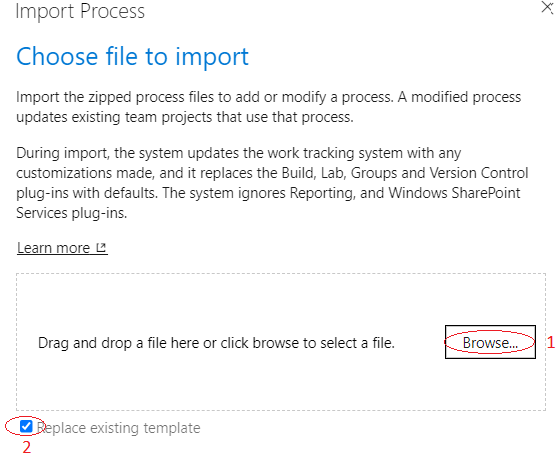 Import Process
Choose file to import
Import the zipped process files to add or modify a process. A modified process
updates existing team projects that use that process.
During import, the system updates the work tracking system with any
customizations made, and it replaces the Build, Lab, Groups and Version Control
plug-ins with defaults. The system ignores Reporting, and Windows SharePoint
Services plug-ins.
Learn more
Drag and drop a file here or click browse to select a file. Browse... 1
Replace existing template
2